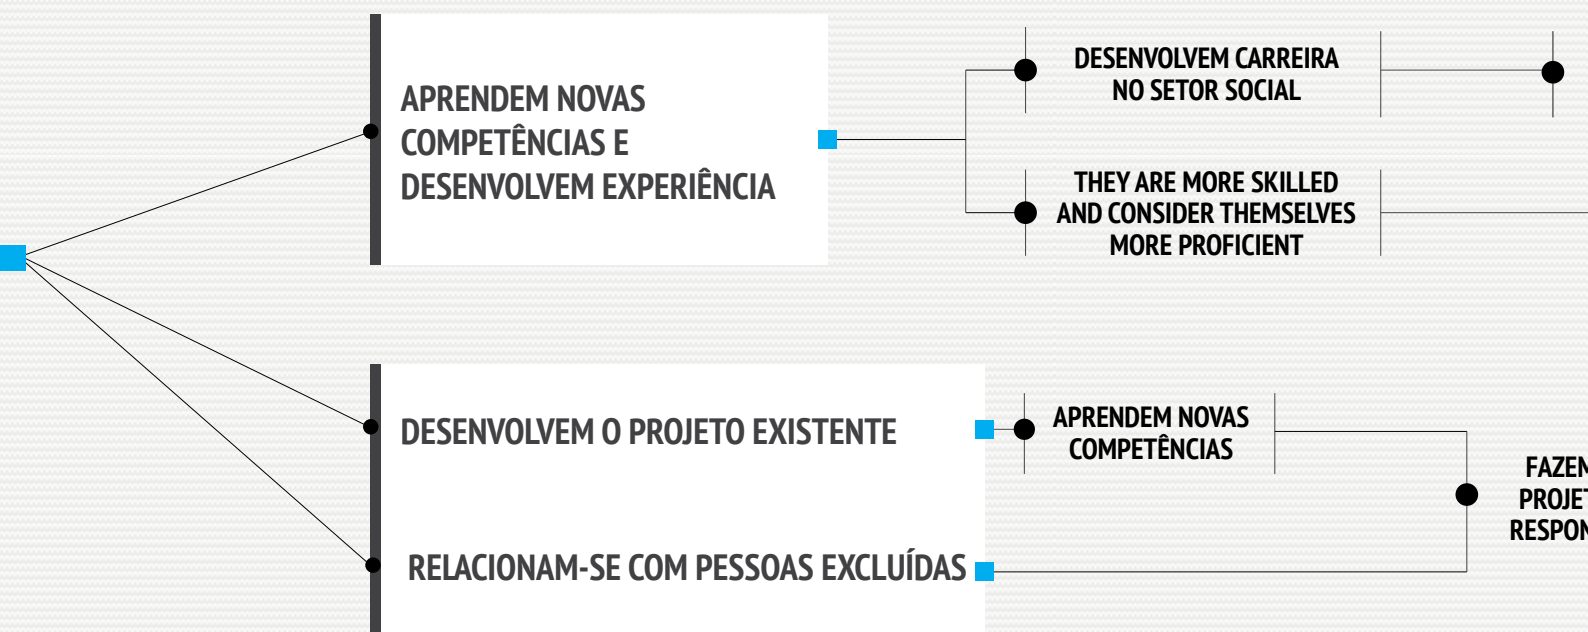 APRENDEM NOVAS
COMPETÊNCIAS E
DESENVOLVEM EXPERIÊNCIA
DESENVOLVEM CARREIRA
NO SETOR SOCIAL
THEY ARE MORE SKILLED
AND CONSIDER THEMSELVES
MORE PROFICIENT
DESENVOLVEM O PROJETO EXISTENTE
APRENDEM NOVAS
COMPETÊNCIAS
RELACIONAM-SE COM PESSOAS EXCLUÍDAS